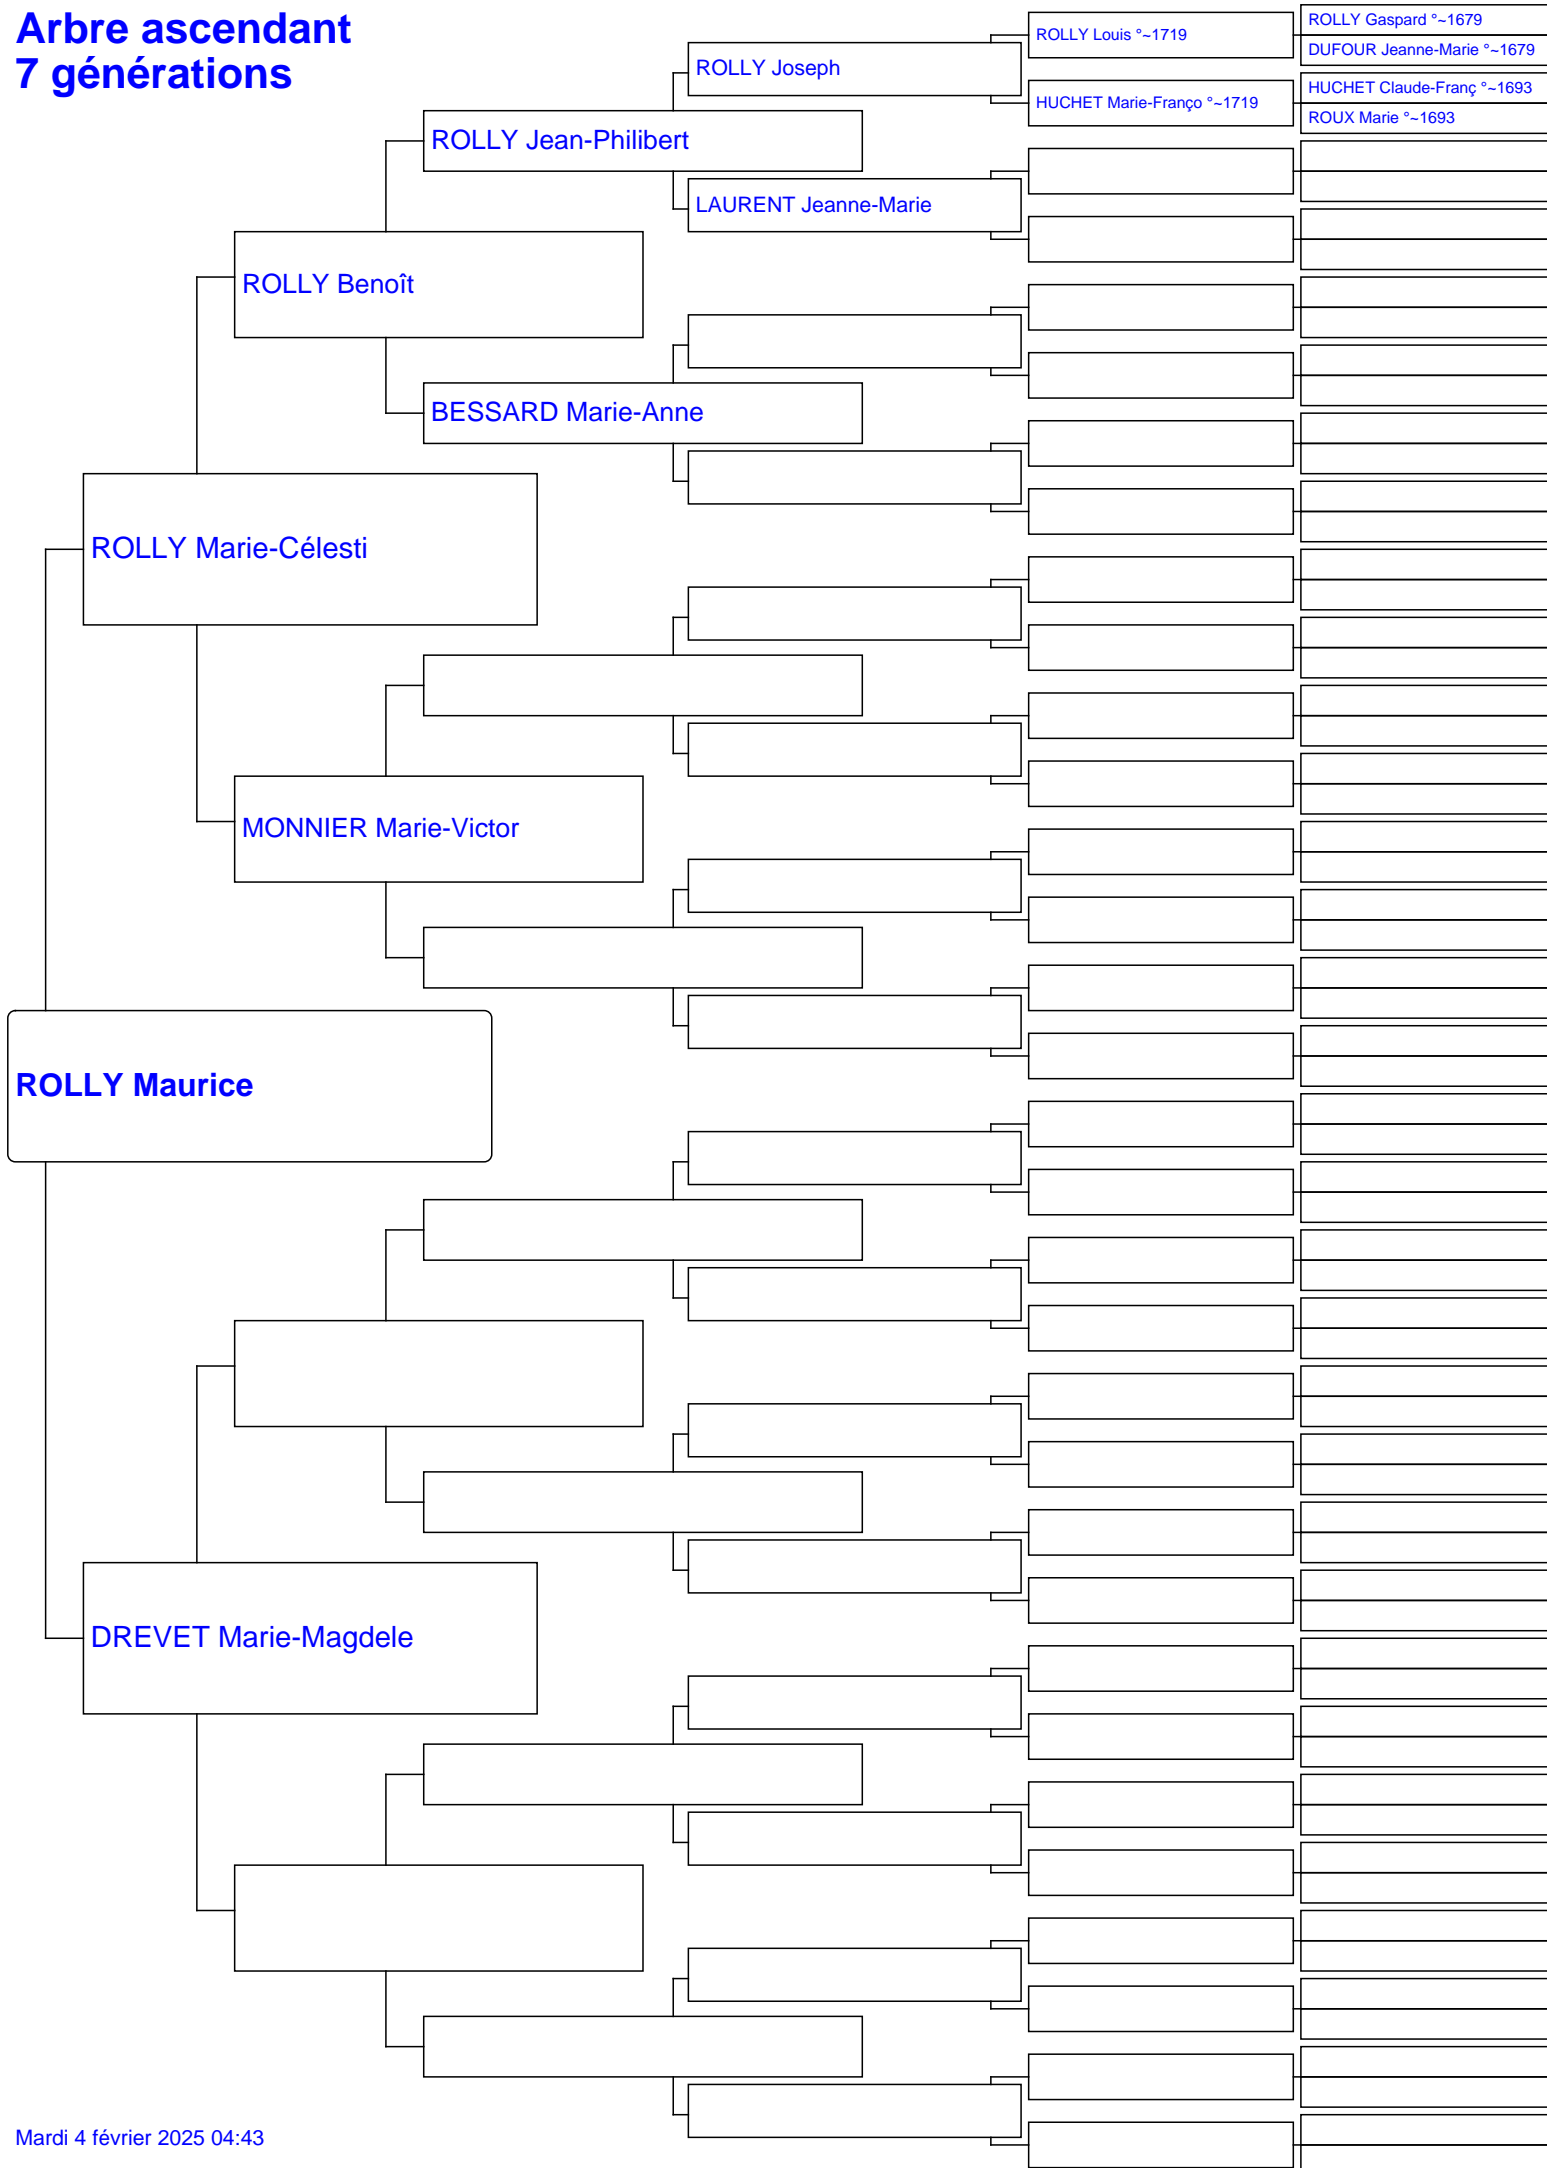 Arbre ascendant
7 générations
ROLLY Gaspard °~1679
ROLLY Louis °~1719
DUFOUR Jeanne-Marie °~1679
ROLLY Joseph
HUCHET Claude-Franç °~1693
HUCHET Marie-Franço °~1719
ROUX Marie °~1693
ROLLY Jean-Philibert
LAURENT Jeanne-Marie
ROLLY Benoît
BESSARD Marie-Anne
ROLLY Marie-Célesti
MONNIER Marie-Victor
ROLLY Maurice
DREVET Marie-Magdele
Mardi 4 février 2025 04:43